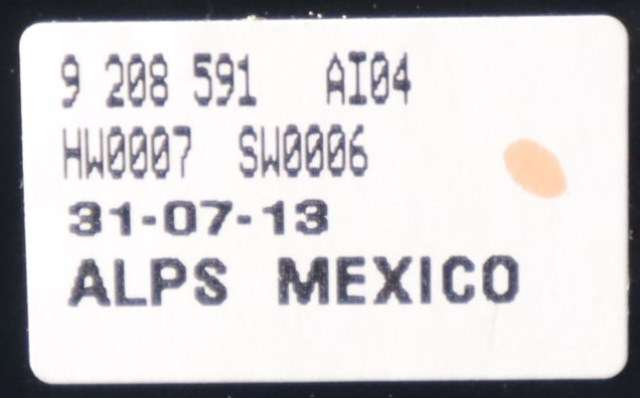 9 208 591 AI04
HW0007 SW0006
31-07-13
ALPS MEXICO